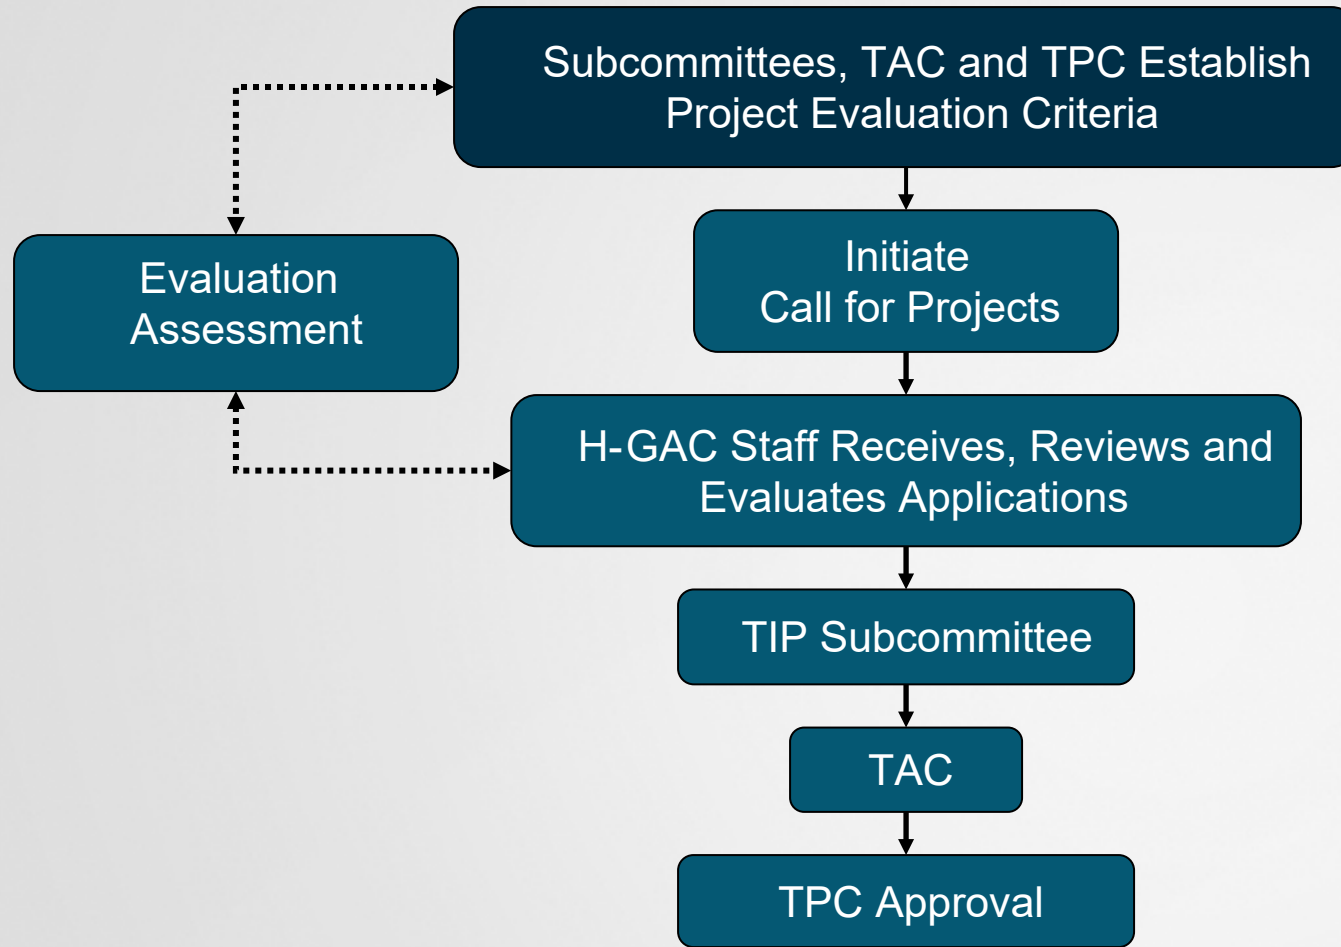 Subcommittees, TAC and TPC Establish
Project Evaluation Criteria
Evaluation
Assessment
Initiate
Call for Projects
H-GAC Staff Receives, Reviews and
Evaluates Applications
TIP Subcommittee
TAC
TPC Approval